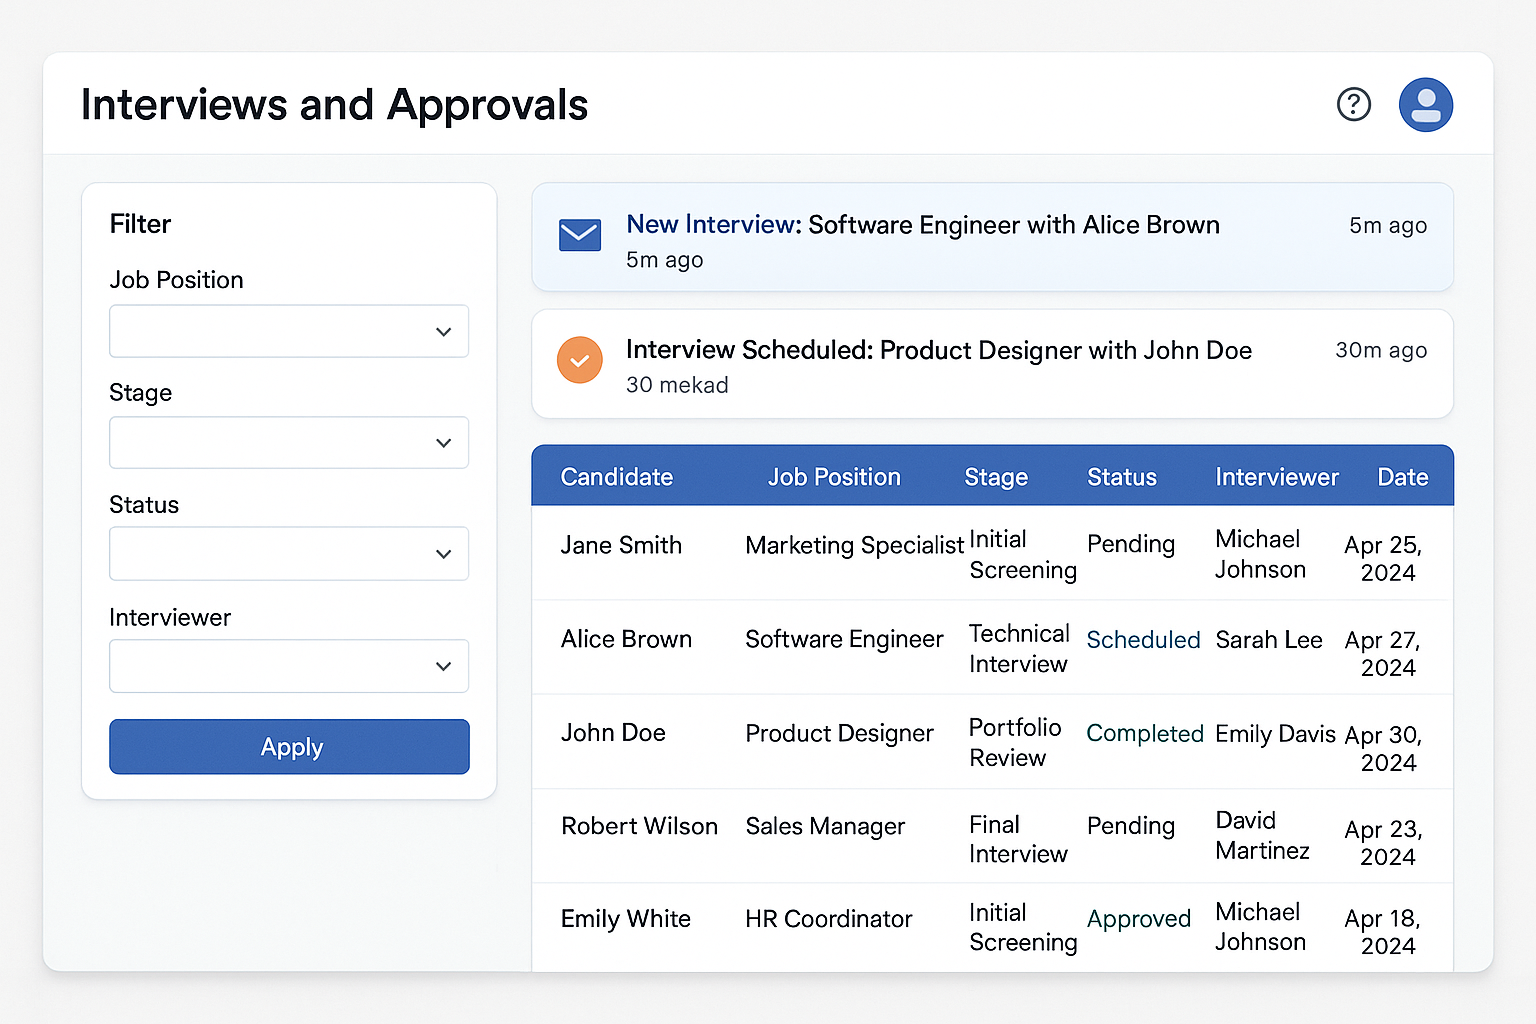 Interviews and Approvals
?
Filter
Job Position
Stage
Status
Interviewer
Apply
New Interview: Software Engineer with Alice Brown
5m ago
5m ago
Interview Scheduled: Product Designer with John Doe
30m ago
30 mekad
Candidate Job Position Stage Status Interviewer Date
Jane Smith Marketing Specialist Initial Screening Pending Michael Johnson Apr 25, 2024
Alice Brown Software Engineer Technical Interview Scheduled Sarah Lee Apr 27, 2024
John Doe Product Designer Portfolio Review Completed Emily Davis Apr 30, 2024
Robert Wilson Sales Manager Final Interview Pending David Martinez Apr 23, 2024
Emily White HR Coordinator Initial Screening Approved Michael Johnson Apr 18, 2024